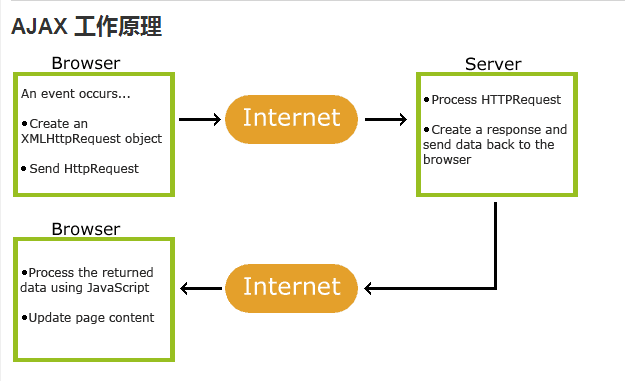 AJAX 工作原理
Browser
An event occurs...
•Create an
XMLHttpRequest object
•Send HttpRequest
Internet
Server
•Process HTTPRequest
•Create a response and
send data back to the
browser
Browser
•Process the returned
data using JavaScript
•Update page content
Internet